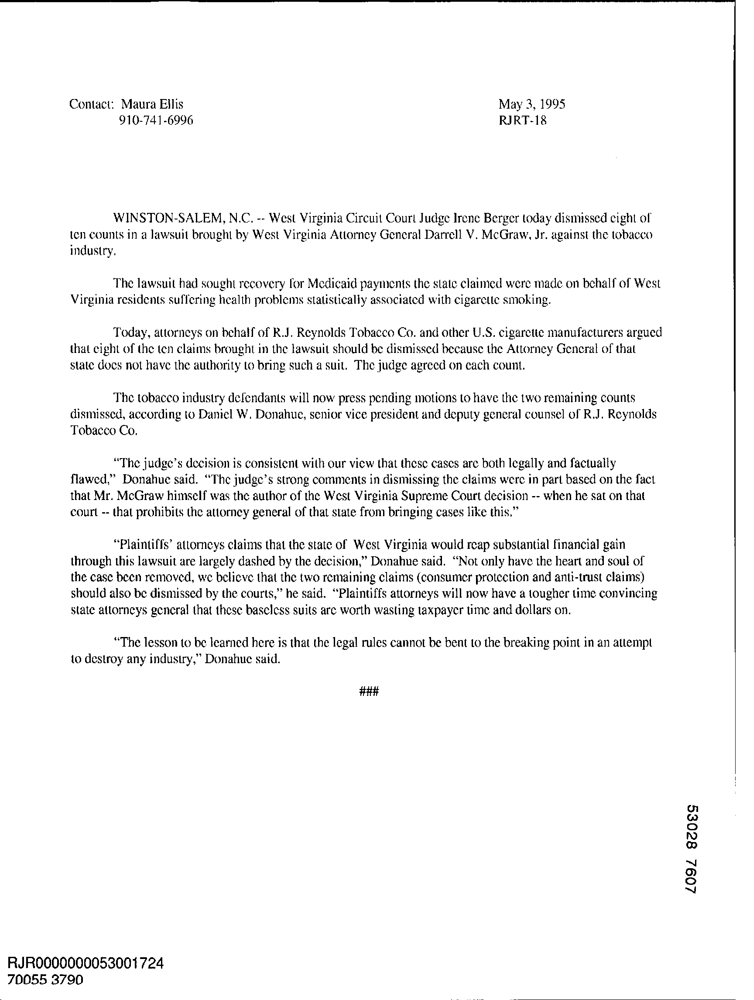 Contact: Maura Ellis
910-741-6996
May 3, 1995
RJRT-18
WINSTON-SALEM, N.C. -- West Virginia Circuit Court Judge Irene Berger today dismissed eight of
ten counts in a lawsuit brought by West Virginia Attorney General Darrell V. McGraw, Jr. against the tobacco
industry.
The lawsuit had sought recovery for Medicaid payments the state claimed were made on behalf of West
Virginia residents suffering health problems statistically associated with cigarette smoking.
Today, attorneys on behalf of R.J. Reynolds Tobacco Co. and other U.S. cigarette manufacturers argued
that eight of the ten claims brought in the lawsuit should be dismissed because the Attorney General of that
state does not have the authority to bring such a suit. The judge agreed on each count.
The tobacco industry defendants will now press pending motions to have the two remaining counts
dismissed, according to Daniel W. Donahue, senior vice president and deputy general counsel of R.J. Reynolds
Tobacco Co.
“The judge’s decision is consistent with our view that these cases are both legally and factually
flawed,” Donahue said. “The judge’s strong comments in dismissing the claims were in part based on the fact
that Mr. McGraw himself was the author of the West Virginia Supreme Court decision -- when he sat on that
court -- that prohibits the attorney general of that state from bringing cases like this.”
“Plaintiffs’ attorneys claims that the state of West Virginia would reap substantial financial gain
through this lawsuit are largely dashed by the decision,” Donahue said. “Not only have the heart and soul of
the case been removed, we believe that the two remaining claims (consumer protection and anti-trust claims)
should also be dismissed by the courts,” he said. “Plaintiffs attorneys will now have a tougher time convincing
state attorneys general that these baseless suits are worth wasting taxpayer time and dollars on.
“The lesson to be learned here is that the legal rules cannot be bent to the breaking point in an attempt
to destroy any industry,” Donahue said.
###
53028 7607
RJR0000000053001724
70055 3790